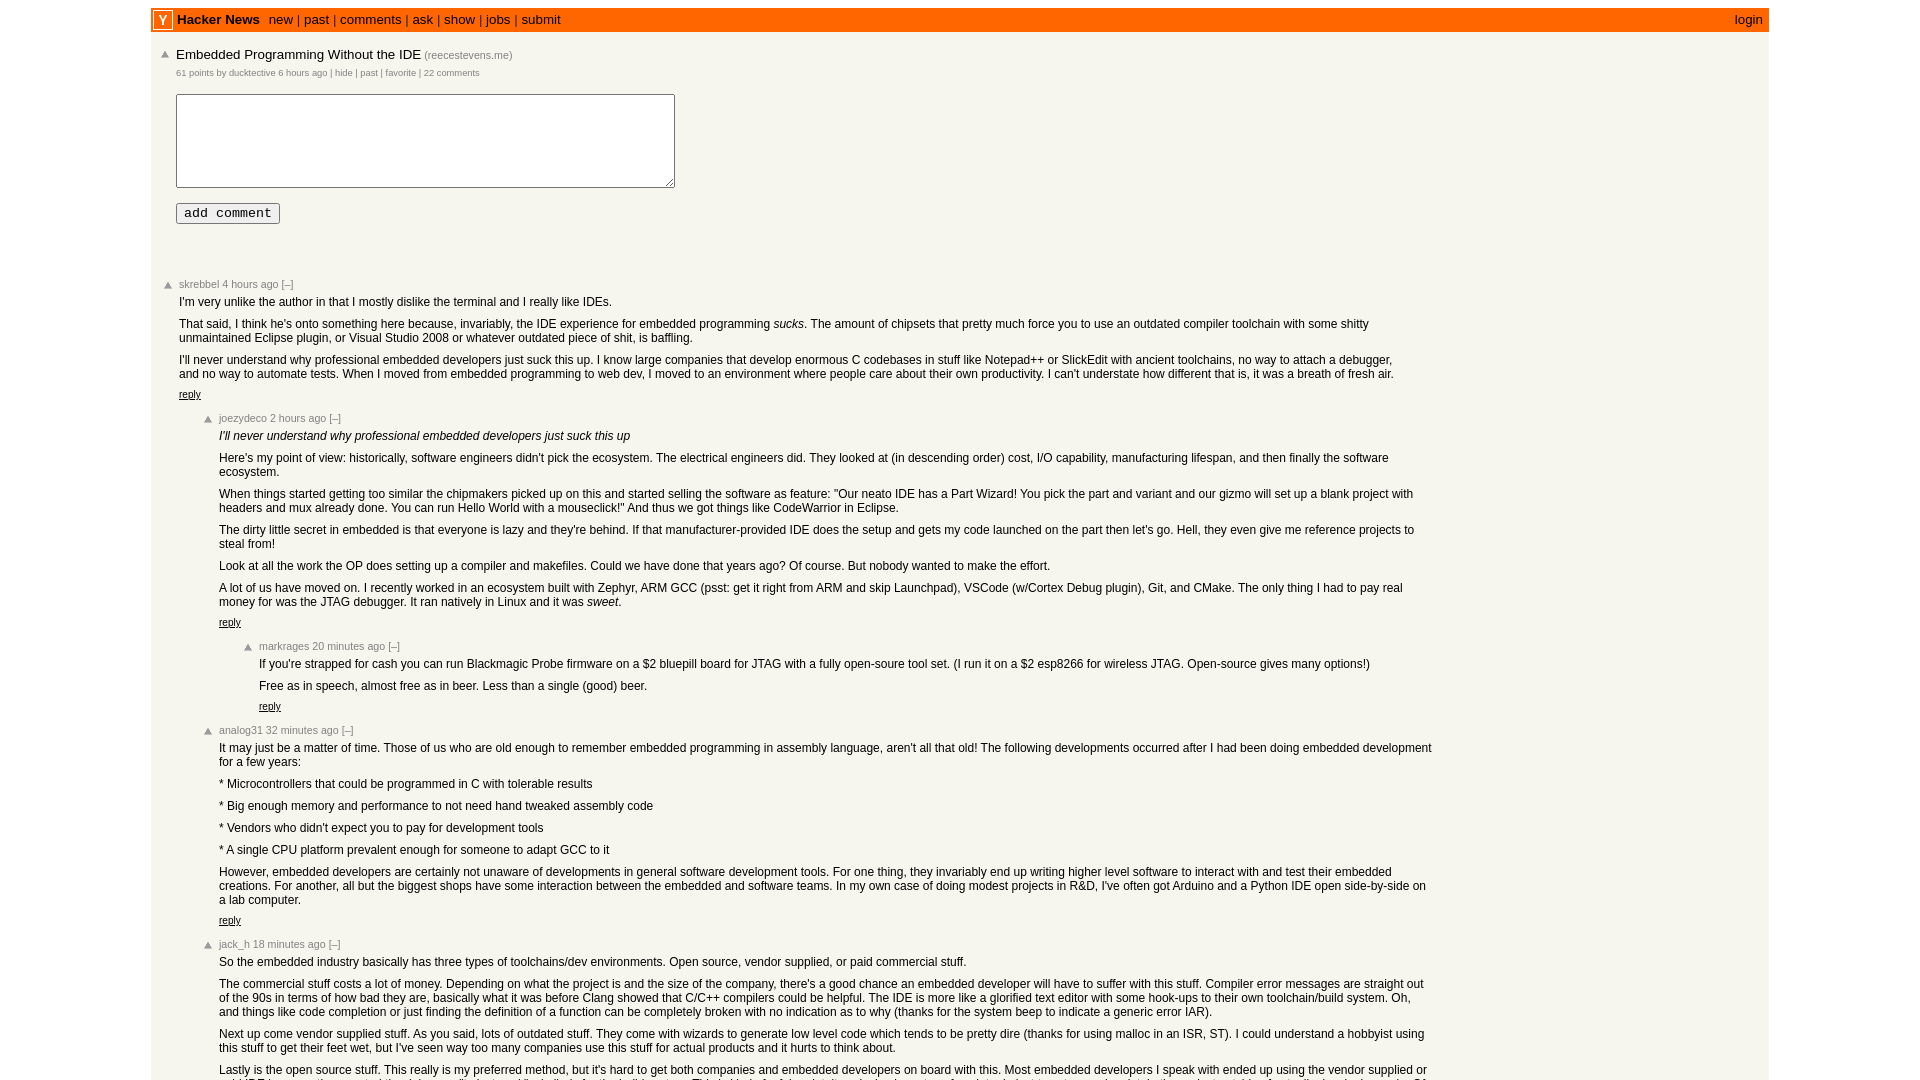 Y Hacker News new | past | comments | ask | show | jobs | submit login
Embedded Programming Without the IDE (reecestevens.me)
61 points by ducktective 6 hours ago | hide | past | favorite | 22 comments
add comment
skrebbel 4 hours ago [–]
I'm very unlike the author in that I mostly dislike the terminal and I really like IDEs.
That said, I think he's onto something here because, invariably, the IDE experience for embedded programming sucks. The amount of chipsets that pretty much force you to use an outdated compiler toolchain with some shitty
unmaintained Eclipse plugin, or Visual Studio 2008 or whatever outdated piece of shit, is baffling.
I'll never understand why professional embedded developers just suck this up. I know large companies that develop enormous C codebases in stuff like Notepad++ or SlickEdit with ancient toolchains, no way to attach a debugger,
and no way to automate tests. When I moved from embedded programming to web dev, I moved to an environment where people care about their own productivity. I can't understate how different that is, it was a breath of fresh air.
reply
joezydeco 2 hours ago [–]
I'll never understand why professional embedded developers just suck this up
Here's my point of view: historically, software engineers didn't pick the ecosystem. The electrical engineers did. They looked at (in descending order) cost, I/O capability, manufacturing lifespan, and then finally the software
ecosystem.
When things started getting too similar the chipmakers picked up on this and started selling the software as feature: "Our neato IDE has a Part Wizard! You pick the part and variant and our gizmo will set up a blank project with
headers and mux already done. You can run Hello World with a mouseclick!" And thus we got things like CodeWarrior in Eclipse.
The dirty little secret in embedded is that everyone is lazy and they're behind. If that manufacturer-provided IDE does the setup and gets my code launched on the part then let's go. Hell, they even give me reference projects to
steal from!
Look at all the work the OP does setting up a compiler and makefiles. Could we have done that years ago? Of course. But nobody wanted to make the effort.
A lot of us have moved on. I recently worked in an ecosystem built with Zephyr, ARM GCC (psst: get it right from ARM and skip Launchpad), VSCode (w/Cortex Debug plugin), Git, and CMake. The only thing I had to pay real
money for was the JTAG debugger. It ran natively in Linux and it was sweet.
reply
markrages 20 minutes ago [–]
If you're strapped for cash you can run Blackmagic Probe firmware on a $2 bluepill board for JTAG with a fully open-soure tool set. (I run it on a $2 esp8266 for wireless JTAG. Open-source gives many options!)
Free as in speech, almost free as in beer. Less than a single (good) beer.
reply
analog31 32 minutes ago [–]
It may just be a matter of time. Those of us who are old enough to remember embedded programming in assembly language, aren't all that old! The following developments occurred after I had been doing embedded development
for a few years:
* Microcontrollers that could be programmed in C with tolerable results
* Big enough memory and performance to not need hand tweaked assembly code
* Vendors who didn't expect you to pay for development tools
* A single CPU platform prevalent enough for someone to adapt GCC to it
However, embedded developers are certainly not unaware of developments in general software development tools. For one thing, they invariably end up writing higher level software to interact with and test their embedded
creations. For another, all but the biggest shops have some interaction between the embedded and software teams. In my own case of doing modest projects in R&D, I've often got Arduino and a Python IDE open side-by-side on
a lab computer.
reply
jack_h 18 minutes ago [–]
So the embedded industry basically has three types of toolchains/dev environments. Open source, vendor supplied, or paid commercial stuff.
The commercial stuff costs a lot of money. Depending on what the project is and the size of the company, there's a good chance an embedded developer will have to suffer with this stuff. Compiler error messages are straight out
of the 90s in terms of how bad they are, basically what it was before Clang showed that C/C++ compilers could be helpful. The IDE is more like a glorified text editor with some hook-ups to their own toolchain/build system. Oh,
and things like code completion or just finding the definition of a function can be completely broken with no indication as to why (thanks for the system beep to indicate a generic error IAR).
Next up come vendor supplied stuff. As you said, lots of outdated stuff. They come with wizards to generate low level code which tends to be pretty dire (thanks for using malloc in an ISR, ST). I could understand a hobbyist using
this stuff to get their feet wet, but I've seen way too many companies use this stuff for actual products and it hurts to think about.
Lastly is the open source stuff. This really is my preferred method, but it's hard to get both companies and embedded developers on board with this. Most embedded developers I speak with ended up using the vendor supplied or